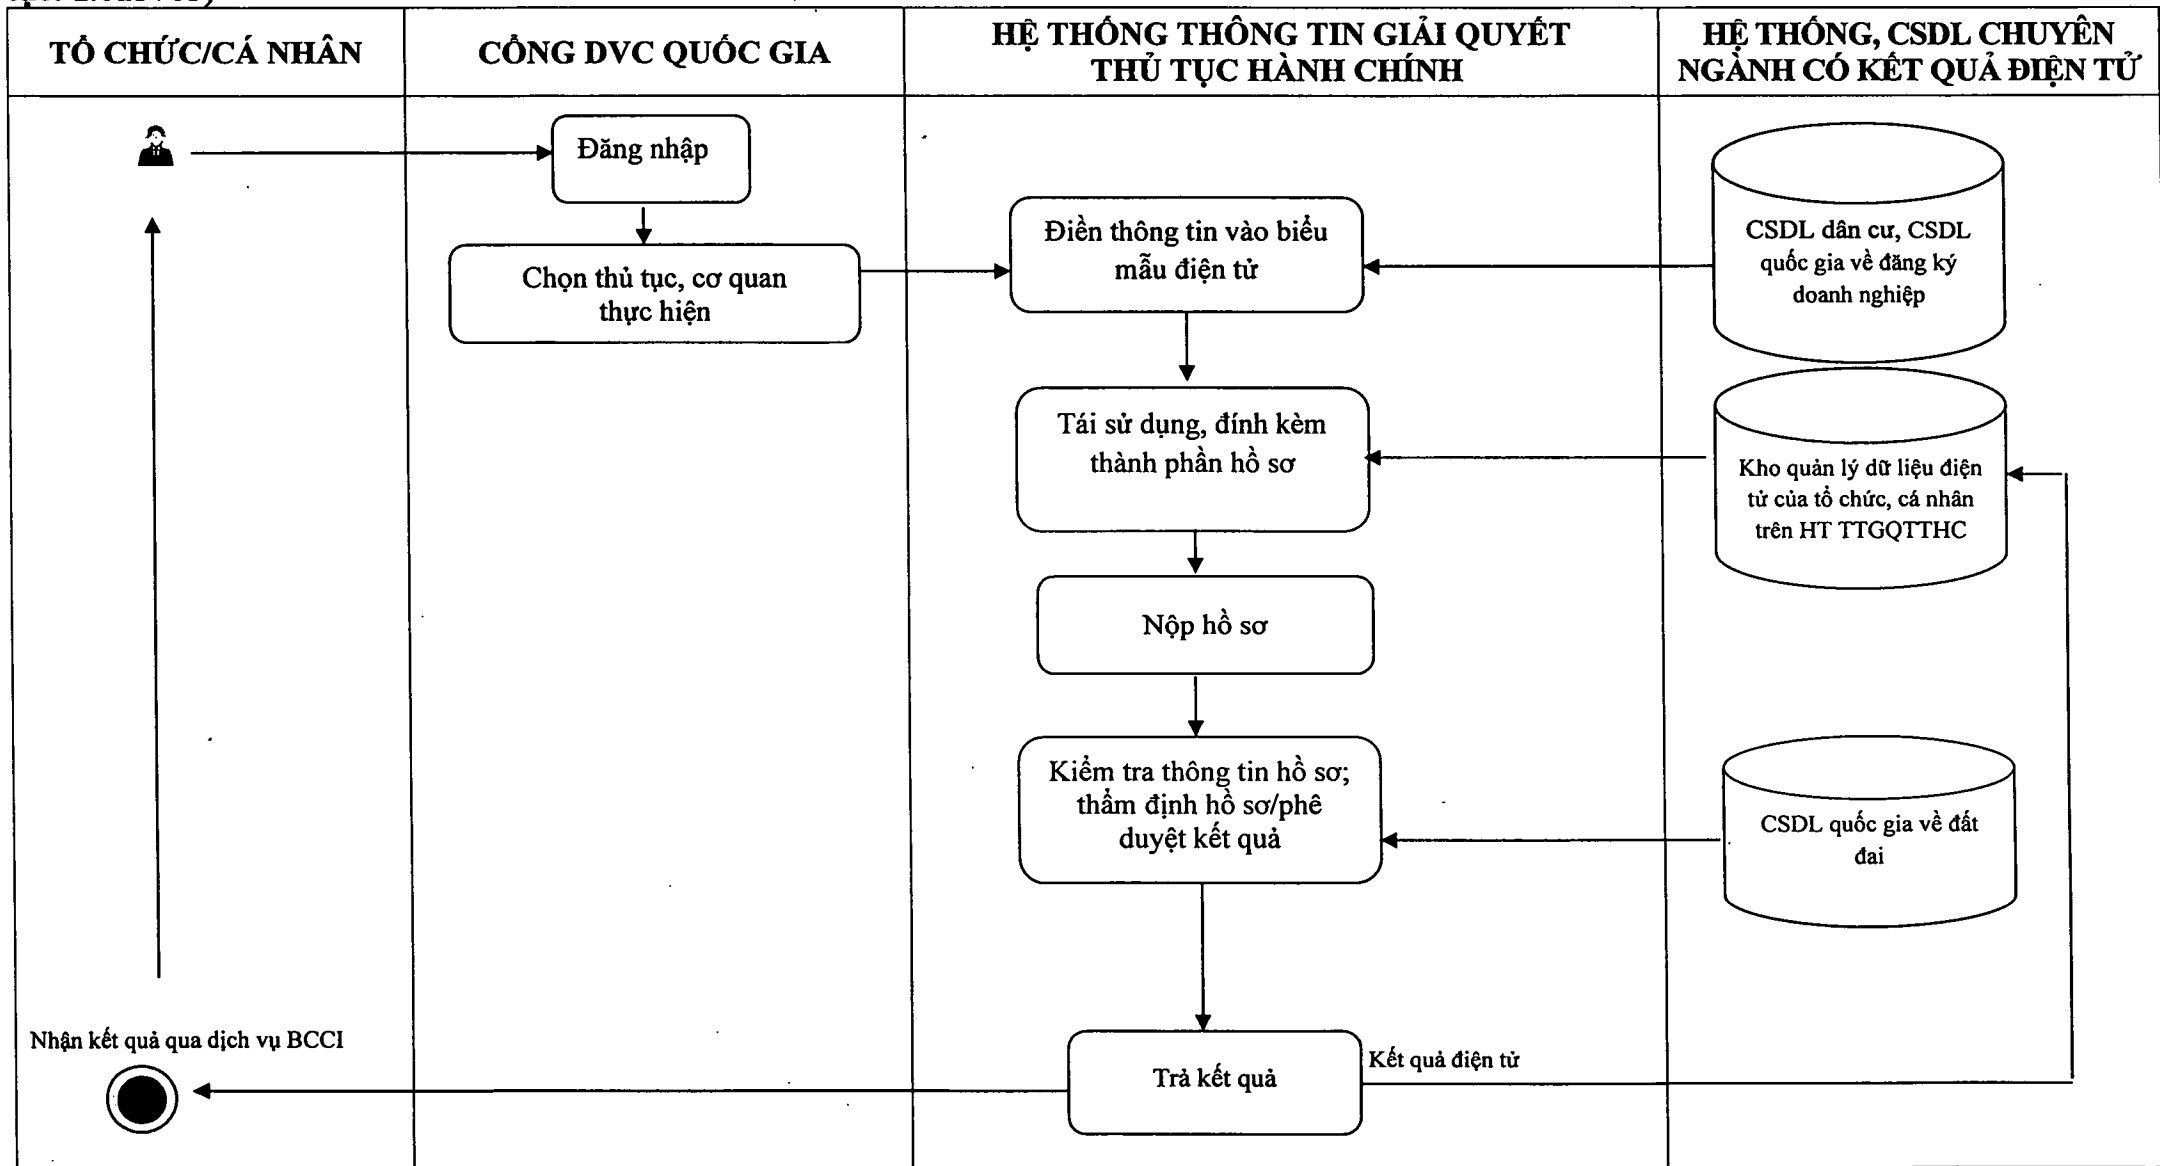 TỔ CHỨC/CÁ NHÂN
CỔNG DVC QUỐC GIA
HỆ THỐNG THÔNG TIN GIẢI QUYẾT
THỦ TỤC HÀNH CHÍNH
HỆ THỐNG, CSDL CHUYÊN
NGÀNH CÓ KẾT QUẢ ĐIỆN TỬ
Đăng nhập
Chọn thủ tục, cơ quan
thực hiện
Điền thông tin vào biểu
mẫu điện tử
CSDL dân cư, CSDL
quốc gia về đăng ký
doanh nghiệp
Tái sử dụng, đính kèm
thành phần hồ sơ
Kho quản lý dữ liệu điện
tử của tổ chức, cá nhân
trên HT TTGQTTHC
Nộp hồ sơ
Kiểm tra thông tin hồ sơ;
thẩm định hồ sơ/phê
duyệt kết quả
CSDL quốc gia về đất
đai
Nhận kết quả qua dịch vụ BCCI
Trả kết quả
Kết quả điện tử